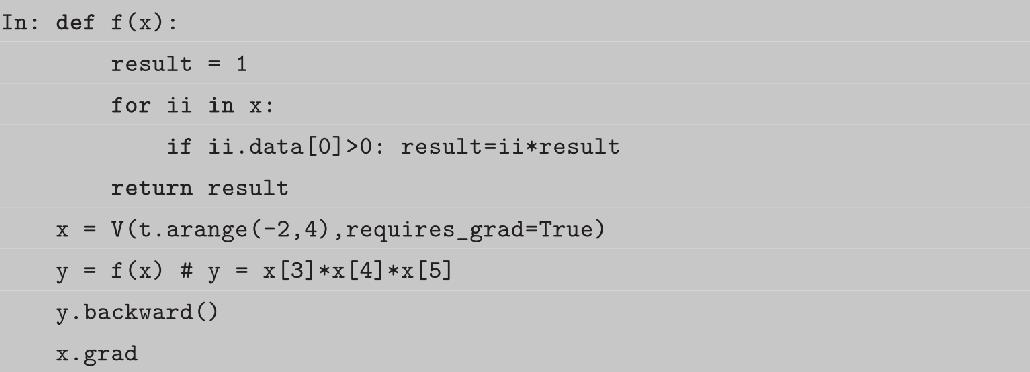 In: def f(x):
        result = 1
        for ii in x:
            if ii.data[0]>0: result=ii*result
        return result
    x = V(t.arange(-2,4),requires_grad=True)
    y = f(x) # y = x[3]*x[4]*x[5]
    y.backward()
    x.grad